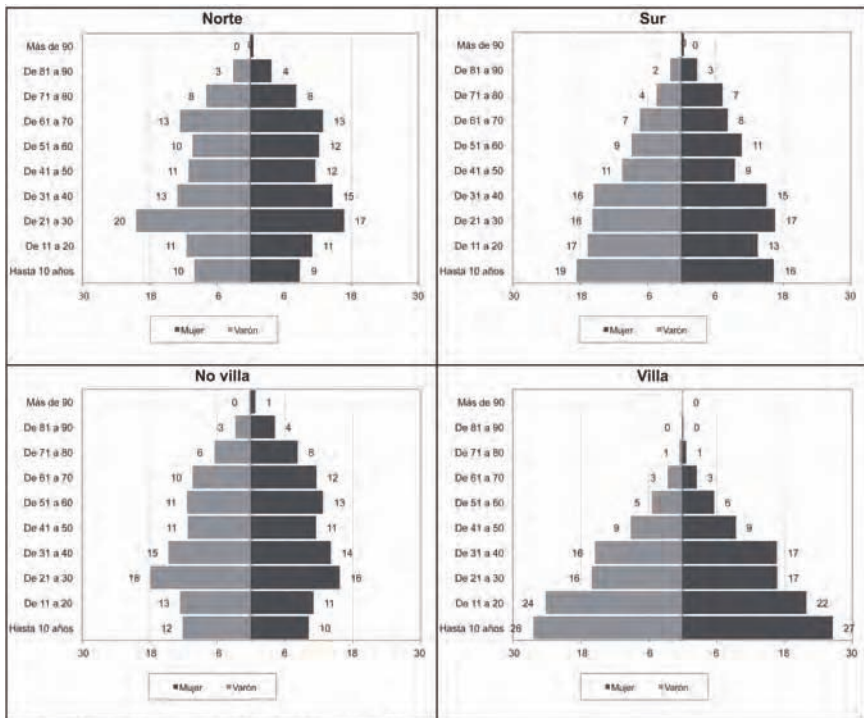 Norte
Más de 90 0
De 81 a 90 3 4
De 71 a 80 8 8
De 61 a 70 13 13
De 51 a 60 10 12
De 41 a 50 11 12
De 31 a 40 13 15
De 21 a 30 20 17
De 11 a 20 11 11
Hasta 10 años 10 9
30 18 6 6 18 30
Mujer Varón
Sur
Más de 90 0
De 81 a 90 2 3
De 71 a 80 4 7
De 61 a 70 7 8
De 51 a 60 9 11
De 41 a 50 11 9
De 31 a 40 16 15
De 21 a 30 16 17
De 11 a 20 17 13
Hasta 10 años 19 16
30 18 6 6 18 30
Mujer Varón
No villa
Más de 90 0 1
De 81 a 90 3 4
De 71 a 80 6 8
De 61 a 70 10 12
De 51 a 60 11 13
De 41 a 50 11 11
De 31 a 40 15 14
De 21 a 30 18 16
De 11 a 20 13 11
Hasta 10 años 12 10
30 18 6 6 18 30
Mujer Varón
Villa
Más de 90 0
De 81 a 90 0 0
De 71 a 80 1 1
De 61 a 70 3 3
De 51 a 60 5 6
De 41 a 50 9 9
De 31 a 40 16 17
De 21 a 30 16 17
De 11 a 20 24 22
Hasta 10 años 26 27
30 18 6 6 18 30
Mujer Varón